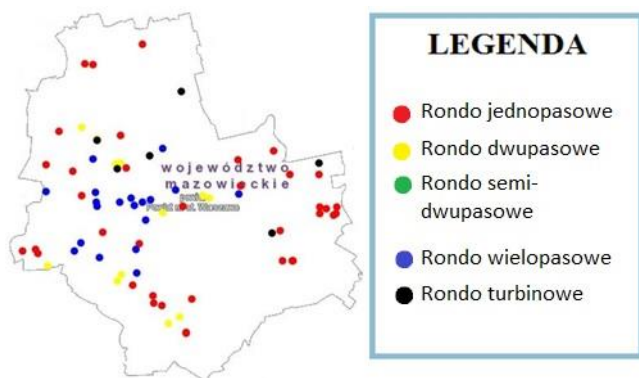 województwo
mazowieckie
LEGENDA
Rondo jednopasowe
Rondo dwupasowe
Rondo semi-
dwupasowe
Rondo wielopasowe
Rondo turbinowe